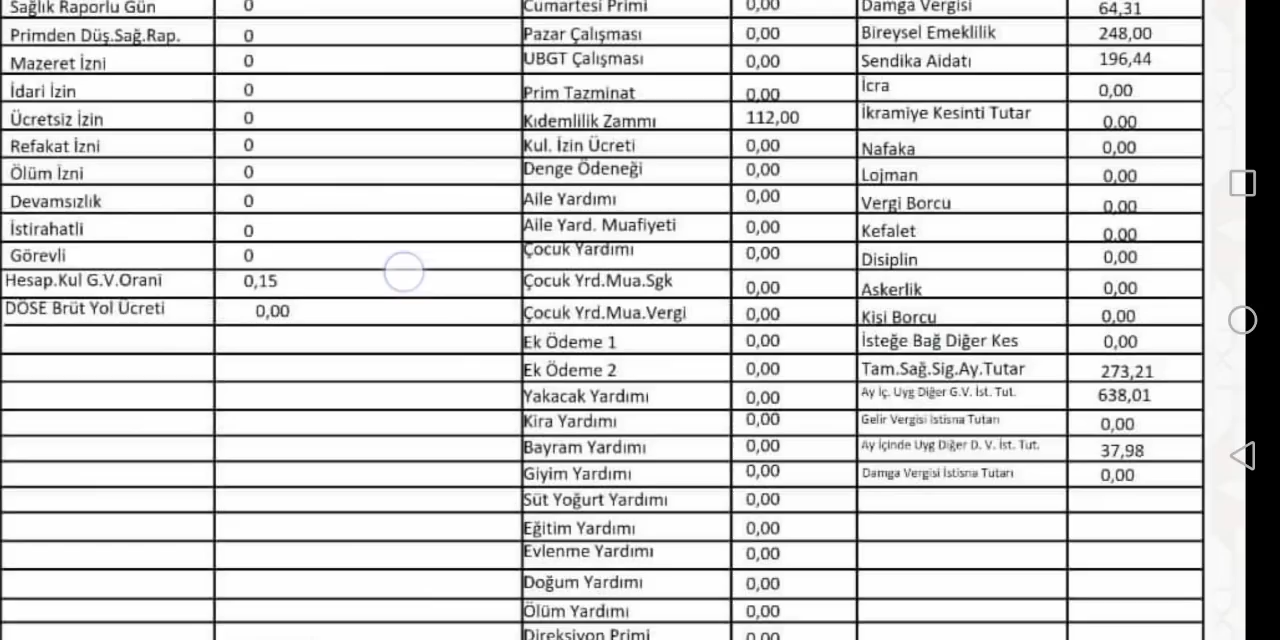 Sağlık Raporlu Gün 0 Cumartesi Primi 0,00 Damga Vergisi 64,31
Primden Düş.Sağ.Rap. 0 Pazar Çalışması 0,00 Bireysel Emeklilik 248,00
Mazeret İzni 0 UBGT Çalışması 0,00 Sendika Aidatı 196,44
İdari İzin 0 Prim Tazminat 0,00 İcra 0,00
Ücretsiz İzin 0 Kıdemlilik Zammı 112,00 İkramiye Kesinti Tutar 0,00
Refakat İzni 0 Kul. İzin Ücreti 0,00 Nafaka 0,00
Ölüm İzni 0 Denge Ödeneği 0,00 Lojman 0,00
Devamsızlık 0 Aile Yardımı 0,00 Vergi Borcu 0,00
İstirahatli 0 Aile Yard. Muafiyeti 0,00 Kefalet 0,00
Görevli 0 Çocuk Yardımı 0,00 Disiplin 0,00
Hesap.Kul G.V.Orani 0,15 Çocuk Yrd.Mua.Sgk 0,00 Askerlik 0,00
DÖSE Brüt Yol Ücreti 0,00 Çocuk Yrd.Mua.Vergi 0,00 Kişi Borcu 0,00
Ek Ödeme 1 0,00 İsteğe Bağ Diğer Kes 0,00
Ek Ödeme 2 0,00 Tam.Sağ.Sig.Ay.Tutar 273,21
Yakacak Yardımı 0,00 Ay İç. Uyg Diğer G.V. İst. Tut. 638,01
Kira Yardımı 0,00 Gelir Vergisi İstisna Tutarı 0,00
Bayram Yardımı 0,00 Ay İçinde Uyg Diğer D. V. İst. Tut. 37,98
Giyim Yardımı 0,00 Damga Vergisi İstisna Tutarı 0,00
Süt Yoğurt Yardımı 0,00
Eğitim Yardımı 0,00
Evlenme Yardımı 0,00
Doğum Yardımı 0,00
Ölüm Yardımı 0,00
Direksiyon Primi 0,00